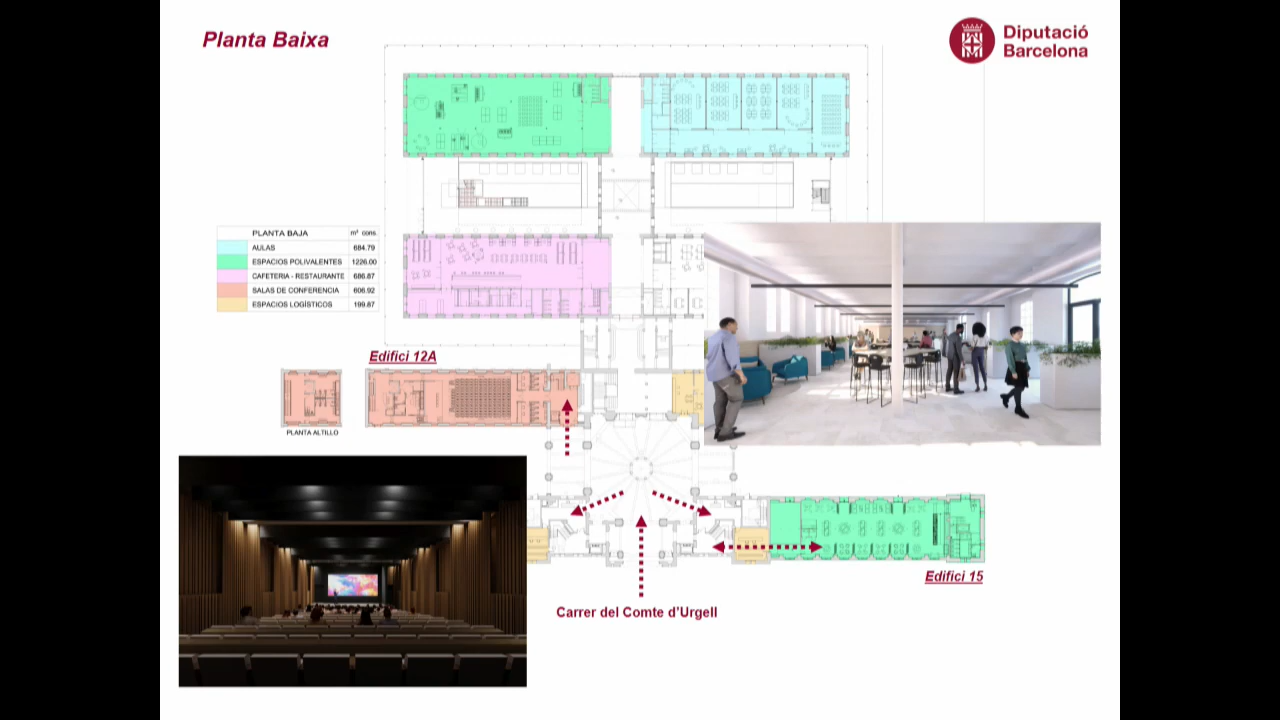 Planta Baixa
Diputació
Barcelona
PLANTA BAJA m² cons.
AULAS 684.79
ESPACIOS POLIVALENTES 1226.00
CAFETERIA - RESTAURANTE 686.87
SALAS DE CONFERENCIA 606.92
ESPACIOS LOGÍSTICOS 199.87
Edifici 12A
PLANTA ALTILLO
Edifici 15
Carrer del Comte d'Urgell